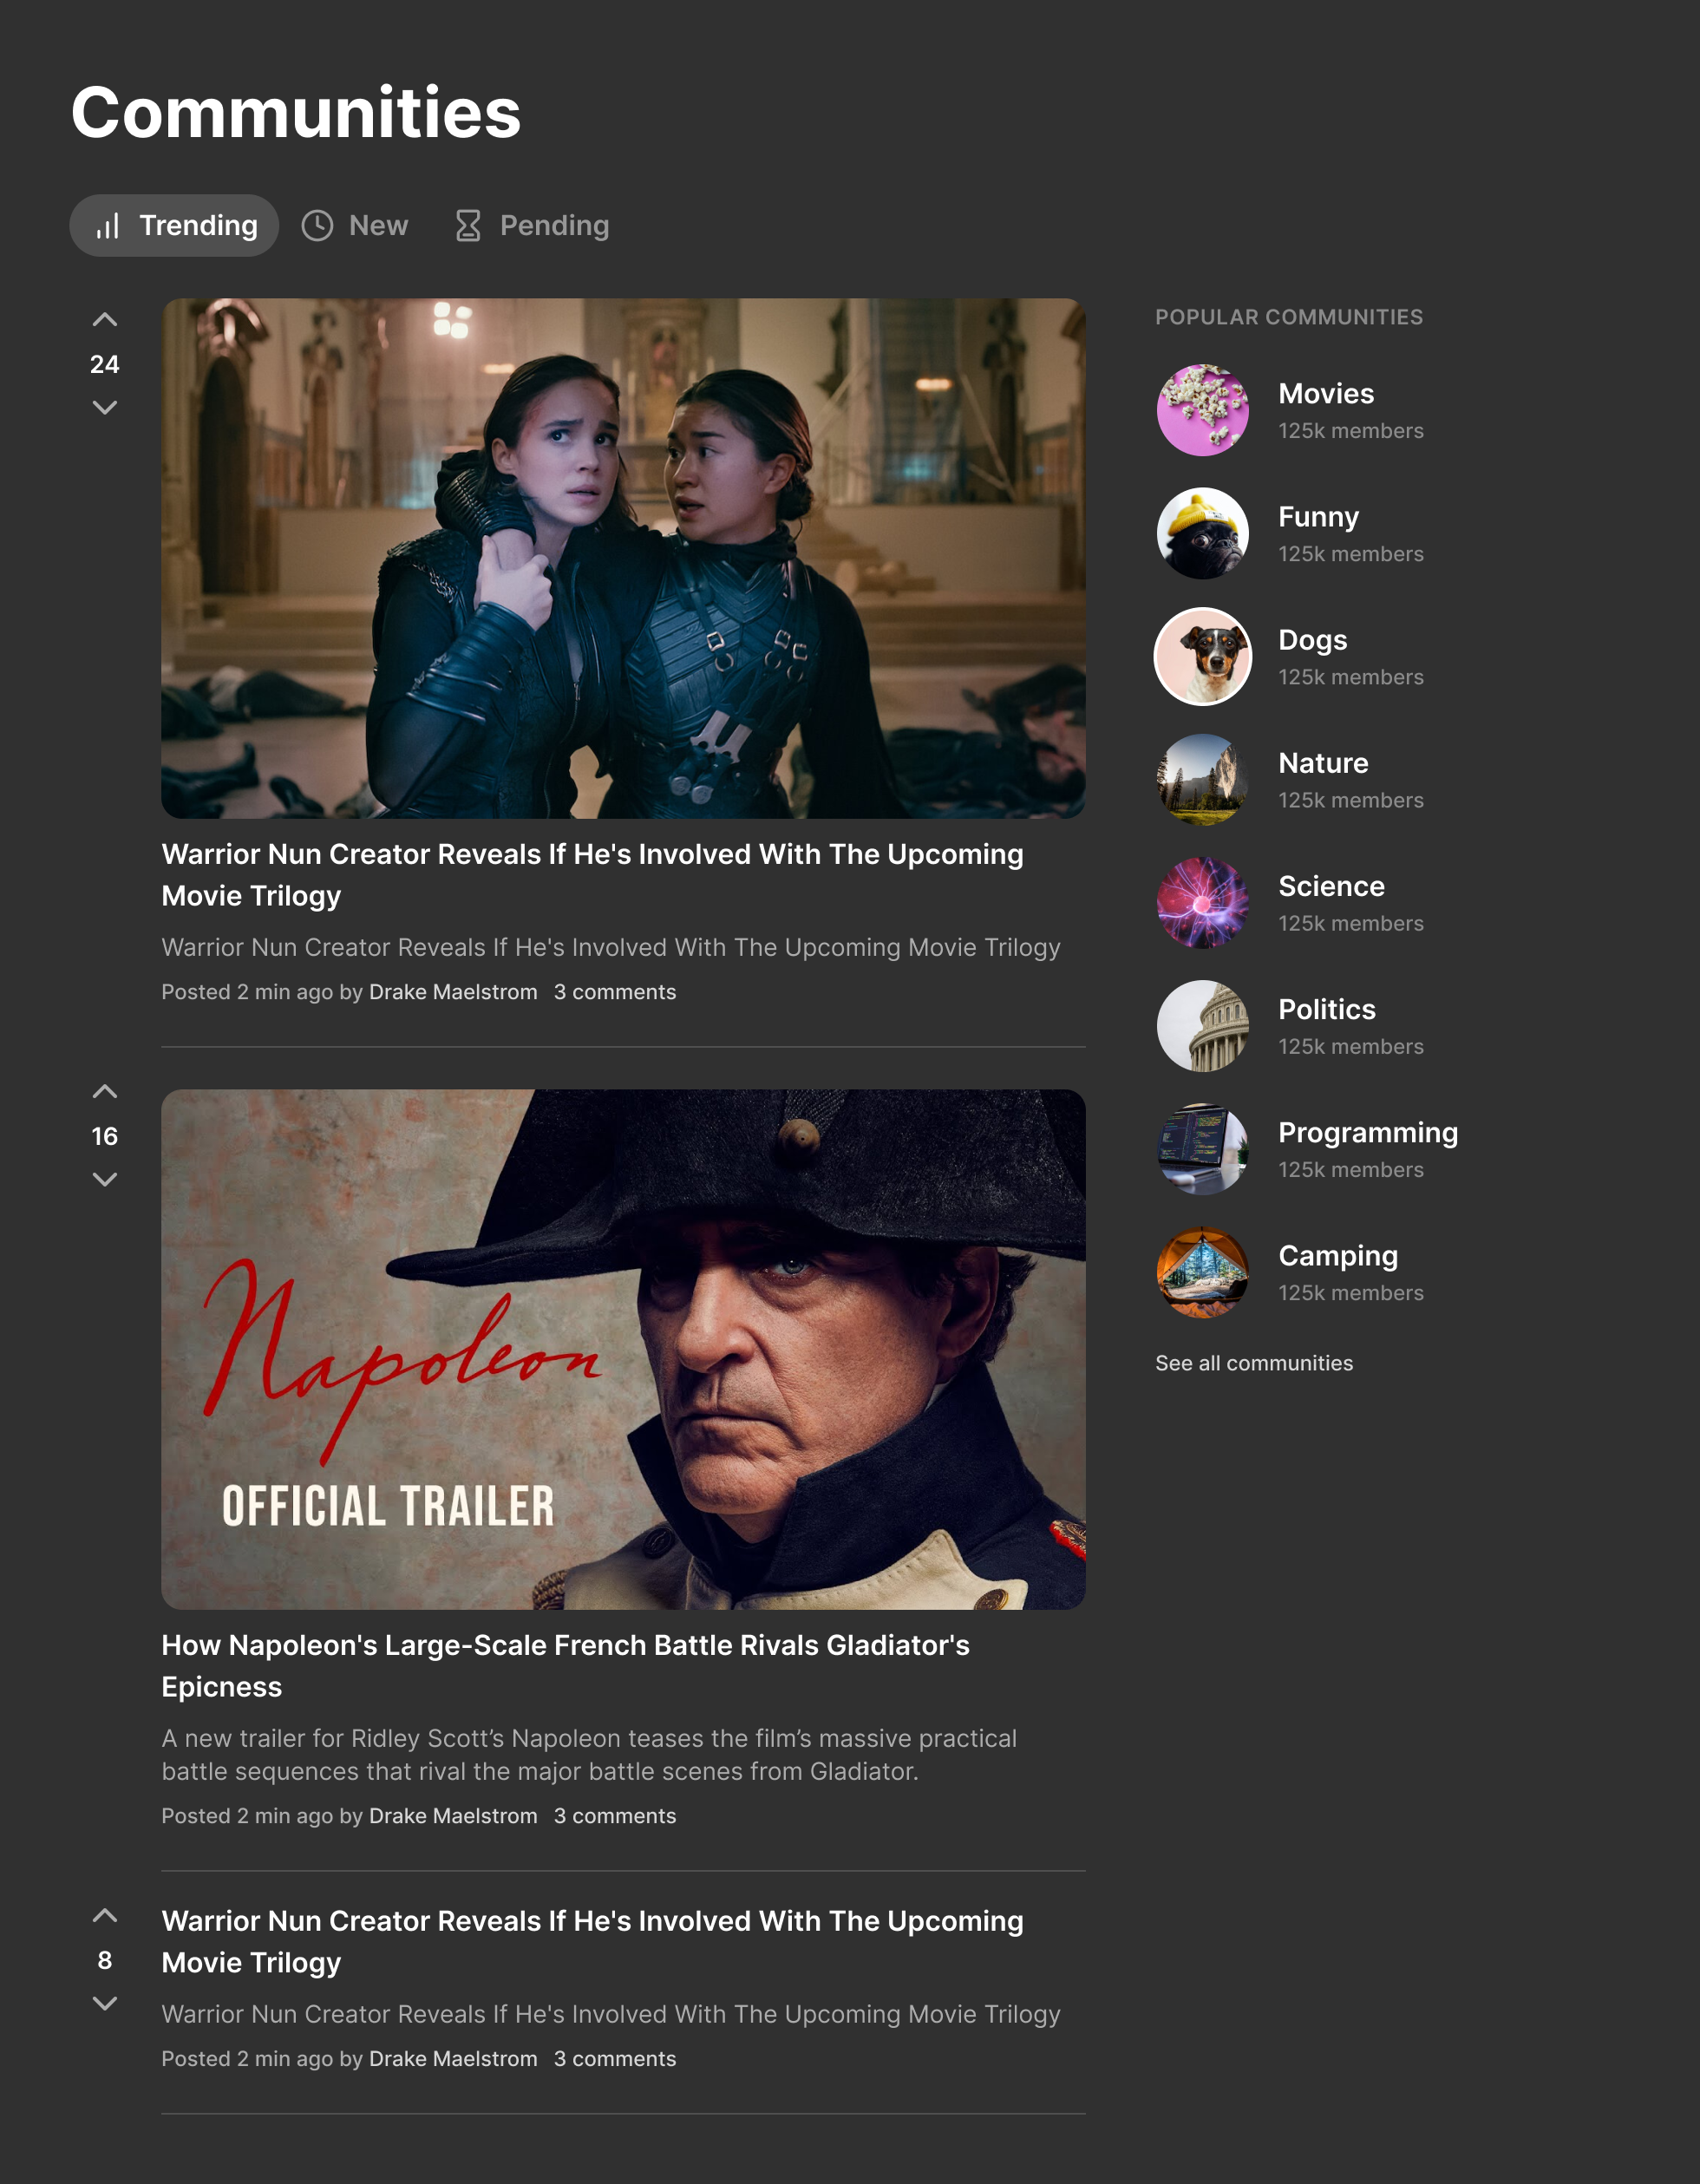 Communities
Trending
New
Pending
24
Warrior Nun Creator Reveals If He's Involved With The Upcoming
Movie Trilogy
Warrior Nun Creator Reveals If He's Involved With The Upcoming Movie Trilogy
Posted 2 min ago by Drake Maelstrom 3 comments
16
Napoleon
OFFICIAL TRAILER
How Napoleon's Large-Scale French Battle Rivals Gladiator's
Epicness
A new trailer for Ridley Scott’s Napoleon teases the film’s massive practical
battle sequences that rival the major battle scenes from Gladiator.
Posted 2 min ago by Drake Maelstrom 3 comments
8
Warrior Nun Creator Reveals If He's Involved With The Upcoming
Movie Trilogy
Warrior Nun Creator Reveals If He's Involved With The Upcoming Movie Trilogy
Posted 2 min ago by Drake Maelstrom 3 comments
POPULAR COMMUNITIES
Movies
125k members
Funny
125k members
Dogs
125k members
Nature
125k members
Science
125k members
Politics
125k members
Programming
125k members
Camping
125k members
See all communities